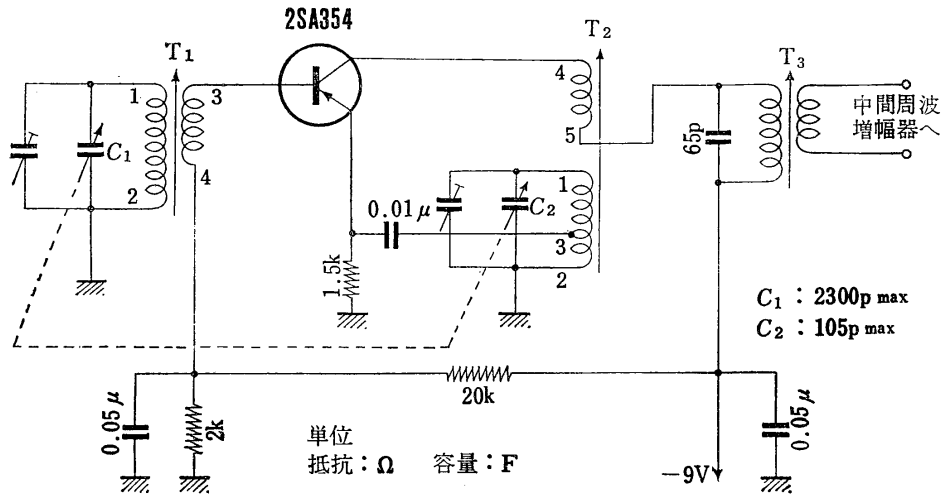 2SA354
T₁
T₂
T₃
1
3
4
中間周波
増幅器へ
C₁
65p
5
2
4
1
C₂
0.01μ
3
2
1.5k
C₁ : 2300p max
C₂ : 105p max
20k
0.05μ
2k
単位
抵抗：Ω　容量：F
−9V
0.05μ